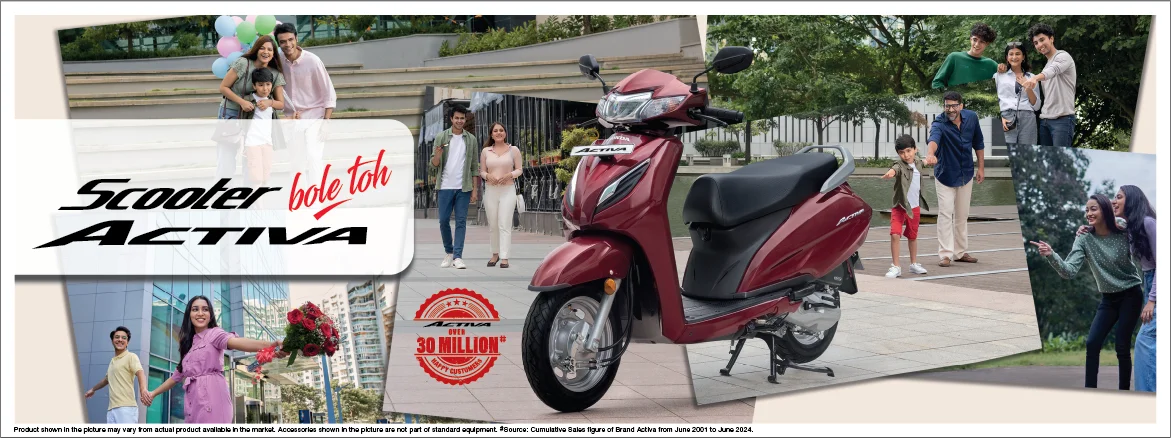 Scooter bole toh
ACTIVA
ACTIVA
ACTIVA
ACTIVA
OVER
30 MILLION#
HAPPY CUSTOMERS
Product shown in the picture may vary from actual product available in the market. Accessories shown in the picture are not part of standard equipment. #Source: Cumulative Sales figure of Brand Activa from June 2001 to June 2024.